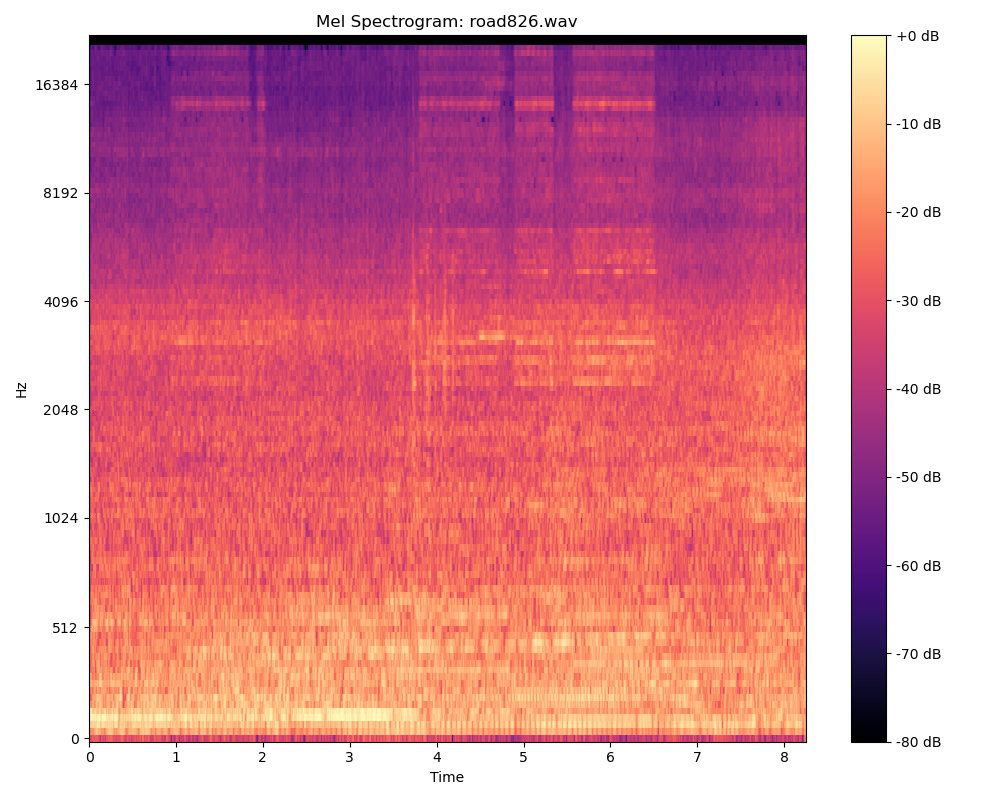 Mel Spectrogram: road826.wav
+0 dB
16384
-10 dB
8192
-20 dB
4096
-30 dB
Hz
-40 dB
2048
-50 dB
1024
-60 dB
512
-70 dB
0
-80 dB
0 1 2 3 4 5 6 7 8
Time